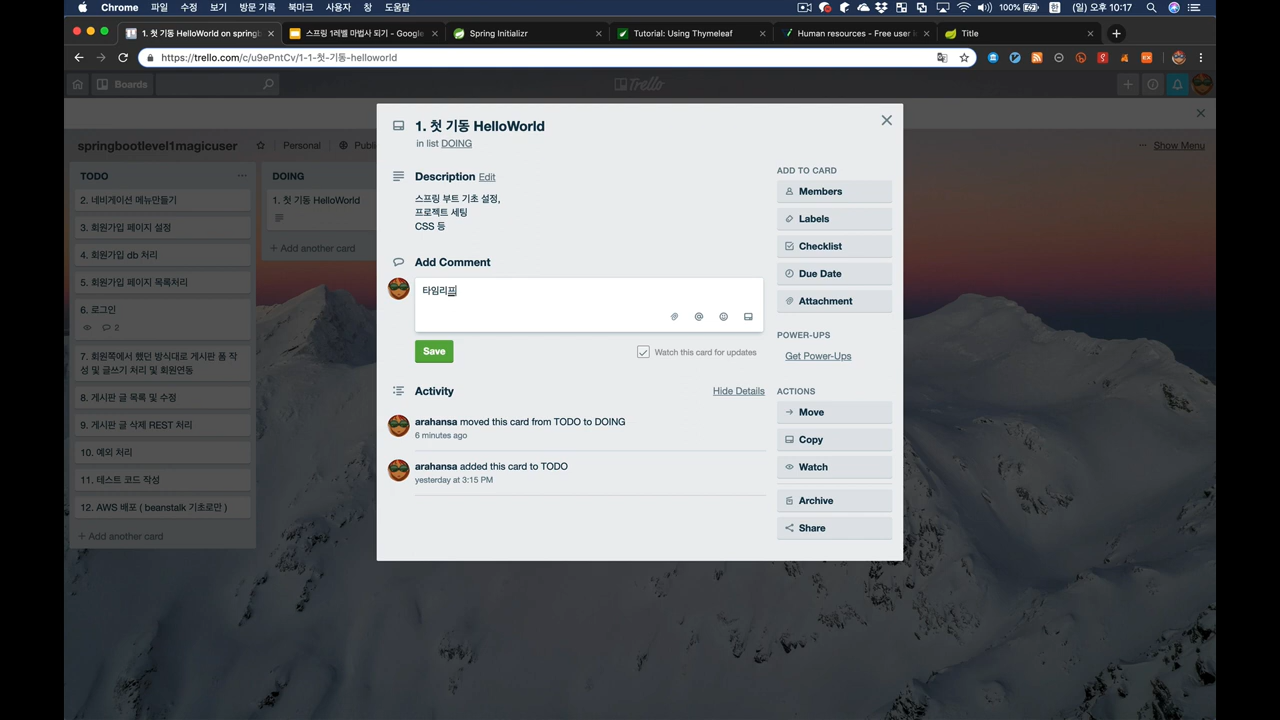 Chrome 파일 수정 보기 방문 기록 북마크 사용자 창 도움말 100% 한 (일) 오후 10:17
1. 첫 기동 HelloWorld on springb
스프링 1레벨 마법사 되기 - Google
Spring Initializr
Tutorial: Using Thymeleaf
Human resources - Free user i
Title
https://trello.com/c/u9ePntCv/1-1-첫-기동-helloworld
Boards
Trello
springbootlevel1magicuser
Personal
Publi
Show Menu
TODO
2. 네비게이션 메뉴만들기
3. 회원가입 페이지 설정
4. 회원가입 db 처리
5. 회원가입 페이지 목록처리
6. 로그인
2
7. 회원쪽에서 했던 방식대로 게시판 폼 작
성 및 글쓰기 처리 및 회원연동
8. 게시판 글 목록 및 수정
9. 게시판 글 삭제 REST 처리
10. 예외 처리
11. 테스트 코드 작성
12. AWS 배포 ( beanstalk 기초로만 )
+ Add another card
DOING
1. 첫 기동 HelloWorld
+ Add another card
1. 첫 기동 HelloWorld
in list DOING
Description Edit
스프링 부트 기초 설정,
프로젝트 세팅
CSS 등
Add Comment
타임리프
Save
Watch this card for updates
Activity
Hide Details
arahansa moved this card from TODO to DOING
6 minutes ago
arahansa added this card to TODO
yesterday at 3:15 PM
ADD TO CARD
Members
Labels
Checklist
Due Date
Attachment
POWER-UPS
Get Power-Ups
ACTIONS
Move
Copy
Watch
Archive
Share